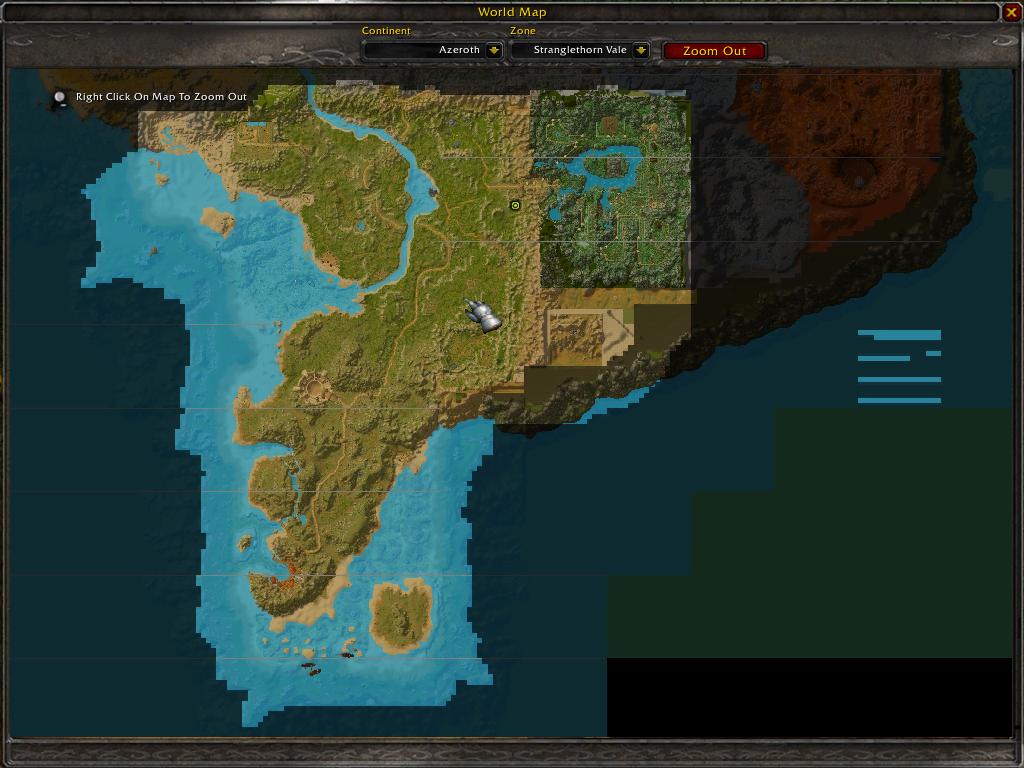 World Map
Continent
Zone
Azeroth
Stranglethorn Vale
Zoom Out
Right Click On Map To Zoom Out